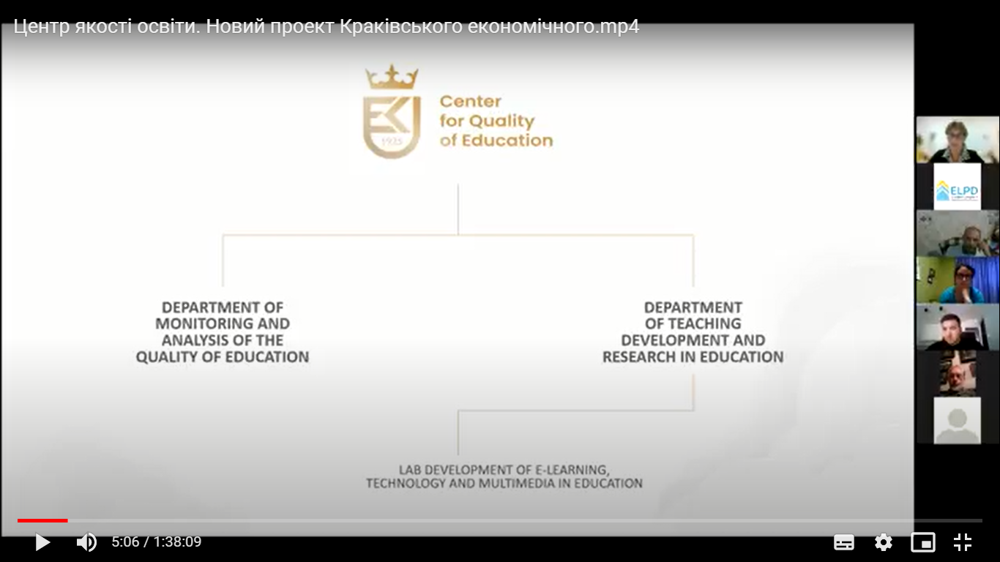 Центр якості освіти. Новий проект Краківського економічного.mp4
Center
for Quality
of Education
EK
1925
ELPD
DEPARTMENT OF
MONITORING AND
ANALYSIS OF THE
QUALITY OF EDUCATION
DEPARTMENT
OF TEACHING
DEVELOPMENT AND
RESEARCH IN EDUCATION
LAB DEVELOPMENT OF E-LEARNING,
TECHNOLOGY AND MULTIMEDIA IN EDUCATION
5:06 / 1:38:09